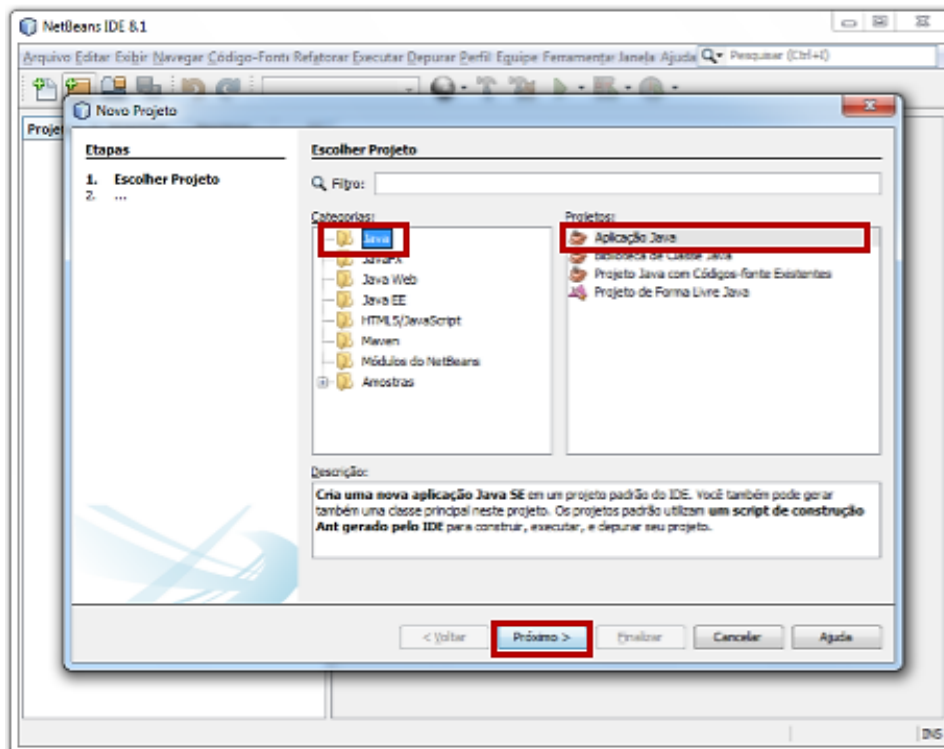 NetBeans IDE 8.1
Arquivo Editar Exibir Navegar Código-Fonte Refatorar Executar Depurar Perfil Equipe Ferramentas Janela Ajuda Pesquisar (Ctrl+I)
Novo Projeto
Etapas
1. Escolher Projeto
2. ...
Escolher Projeto
Filtro:
Categorias:
Java
JavaFX
Java Web
Java EE
HTML5/JavaScript
Maven
Módulos do NetBeans
Amostras
Projetos:
Aplicação Java
Biblioteca de Classe Java
Projeto Java com Códigos-fonte Existentes
Projeto de Forma Livre Java
Descrição:
Cria uma nova aplicação Java SE em um projeto padrão do IDE. Você também pode gerar
também uma classe principal neste projeto. Os projetos padrão utilizam um script de construção
Ant gerado pelo IDE para construir, executar, e depurar seu projeto.
< Voltar
Próximo >
Finalizar
Cancelar
Ajuda
INS